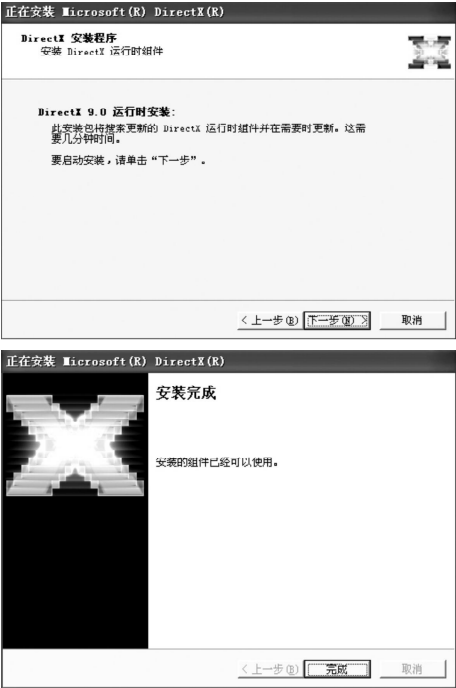 正在安装 Microsoft(R) DirectX(R)
DirectX 安装程序
安装 DirectX 运行时组件
DirectX 9.0 运行时安装:
此安装包将搜索更新的 DirectX 运行时组件并在需要时更新。这需
要几分钟时间。
要启动安装，请单击“下一步”。
< 上一步(B) 下一步(N) > 取消
正在安装 Microsoft(R) DirectX(R)
安装完成
安装的组件已经可以使用。
< 上一步(B) 完成 取消